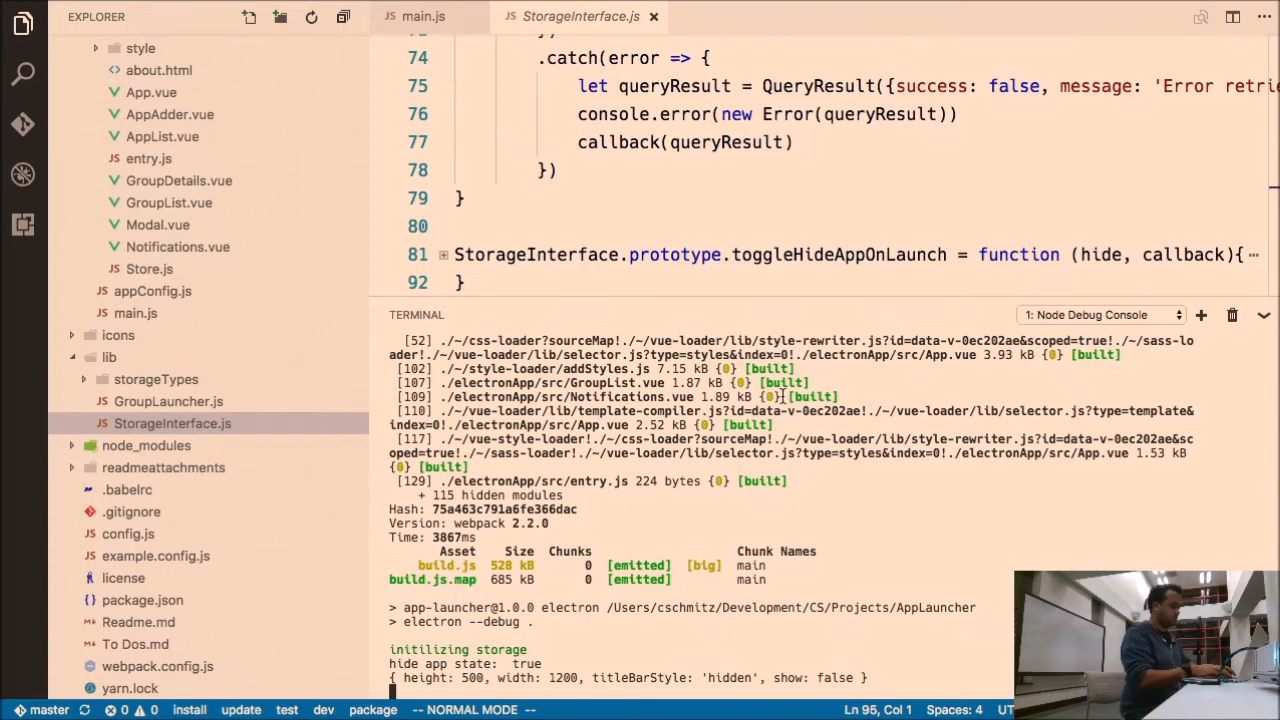 EXPLORER
main.js
StorageInterface.js
style
about.html
App.vue
AppAdder.vue
AppList.vue
entry.js
GroupDetails.vue
GroupList.vue
Modal.vue
Notifications.vue
Store.js
appConfig.js
main.js
icons
lib
storageTypes
GroupLauncher.js
StorageInterface.js
node_modules
readmeattachments
.babelrc
.gitignore
config.js
example.config.js
license
package.json
Readme.md
To Dos.md
webpack.config.js
yarn.lock
74 .catch(error => {
75 let queryResult = QueryResult({success: false, message: 'Error retrie
76 console.error(new Error(queryResult))
77 callback(queryResult)
78 })
79 }
80
81 StorageInterface.prototype.toggleHideAppOnLaunch = function (hide, callback){⋯
92 }
TERMINAL
1: Node Debug Console
[52] ./~/css-loader?sourceMap!./~/vue-loader/lib/style-rewriter.js?id=data-v-0ec202ae&scoped=true!./~/sass-lo
ader!./~/vue-loader/lib/selector.js?type=styles&index=0!./electronApp/src/App.vue 3.93 kB {0} [built]
[102] ./~/style-loader/addStyles.js 7.15 kB {0} [built]
[107] ./electronApp/src/GroupList.vue 1.87 kB {0} [built]
[109] ./electronApp/src/Notifications.vue 1.89 kB {0} [built]
[110] ./~/vue-loader/lib/template-compiler.js?id=data-v-0ec202ae!./~/vue-loader/lib/selector.js?type=template&
index=0!./electronApp/src/App.vue 2.52 kB {0} [built]
[117] ./~/vue-style-loader!./~/css-loader?sourceMap!./~/vue-loader/lib/style-rewriter.js?id=data-v-0ec202ae&sc
oped=true!./~/sass-loader!./~/vue-loader/lib/selector.js?type=styles&index=0!./electronApp/src/App.vue 1.53 kB
{0} [built]
[129] ./electronApp/src/entry.js 224 bytes {0} [built]
+ 115 hidden modules
Hash: 75a463c791a6fe366dac
Version: webpack 2.2.0
Time: 3867ms
Asset Size Chunks Chunk Names
build.js 528 kB 0 [emitted] [big] main
build.js.map 685 kB 0 [emitted] main
> app-launcher@1.0.0 electron /Users/cschmitz/Development/CS/Projects/AppLauncher
> electron --debug .
initilizing storage
hide app state: true
{ height: 500, width: 1200, titleBarStyle: 'hidden', show: false }
master 0 0 install update test dev package -- NORMAL MODE -- Ln 95, Col 1 Spaces: 4